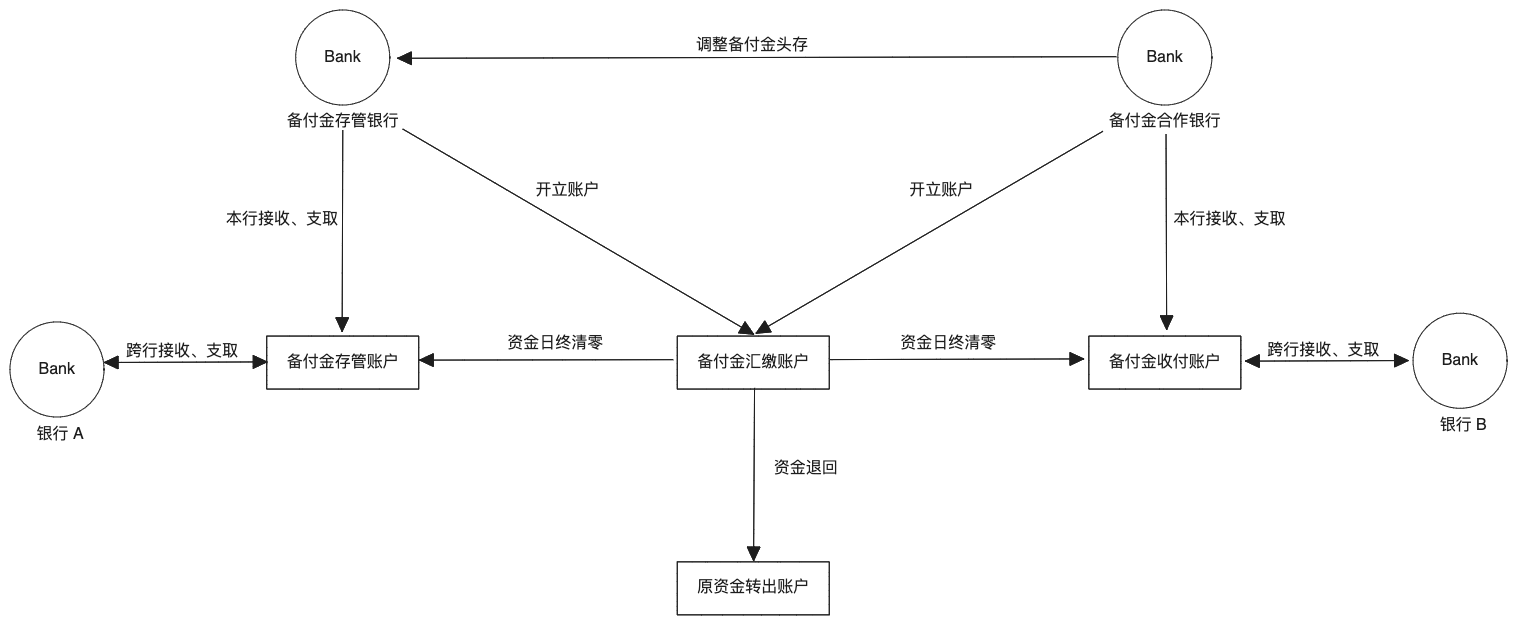 Bank
调整备付金头存
Bank
备付金存管银行
备付金合作银行
开立账户
开立账户
本行接收、支取
本行接收、支取
Bank
跨行接收、支取
备付金存管账户
资金日终清零
备付金汇缴账户
资金日终清零
备付金收付账户
跨行接收、支取
Bank
银行 A
银行 B
资金退回
原资金转出账户